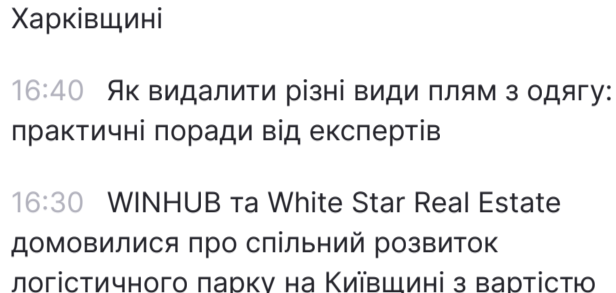 Харківщині
16:40 Як видалити різні види плям з одягу:
практичні поради від експертів
16:30 WINHUB та White Star Real Estate
домовилися про спільний розвиток
логістичного парку на Київщині з вартістю